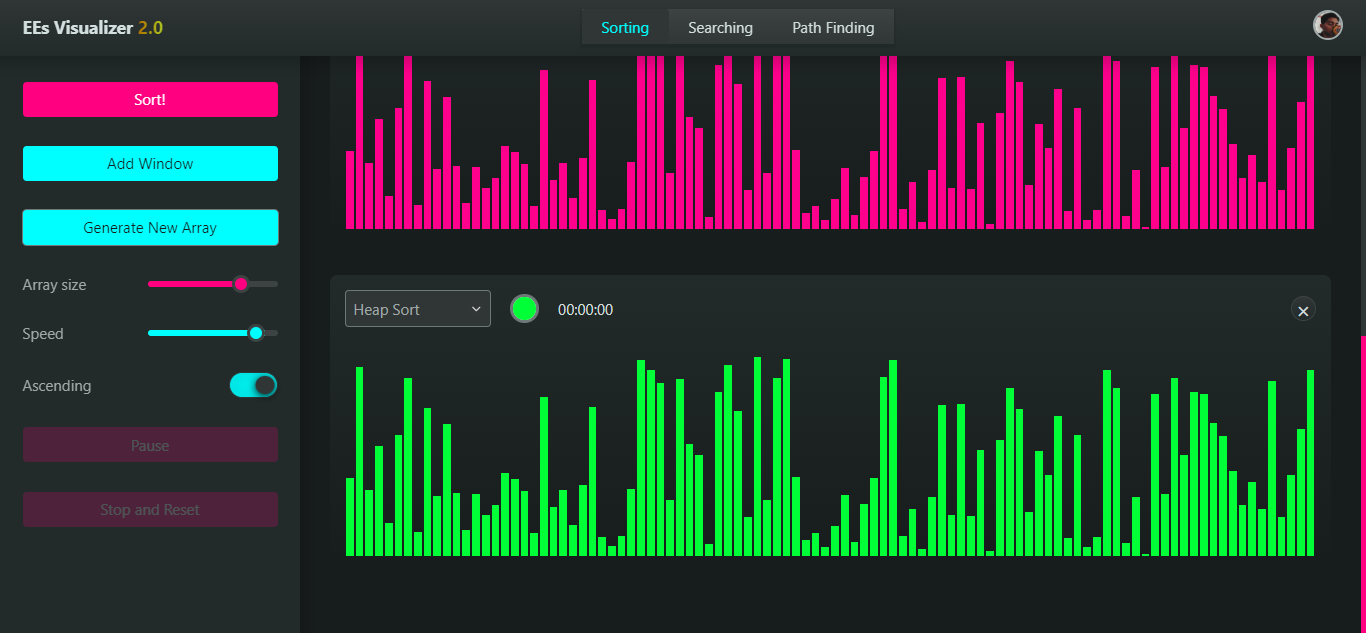 EEs Visualizer 2.0
Sorting
Searching
Path Finding
Sort!
Add Window
Generate New Array
Array size
Speed
Ascending
Pause
Stop and Reset
Heap Sort
00:00:00